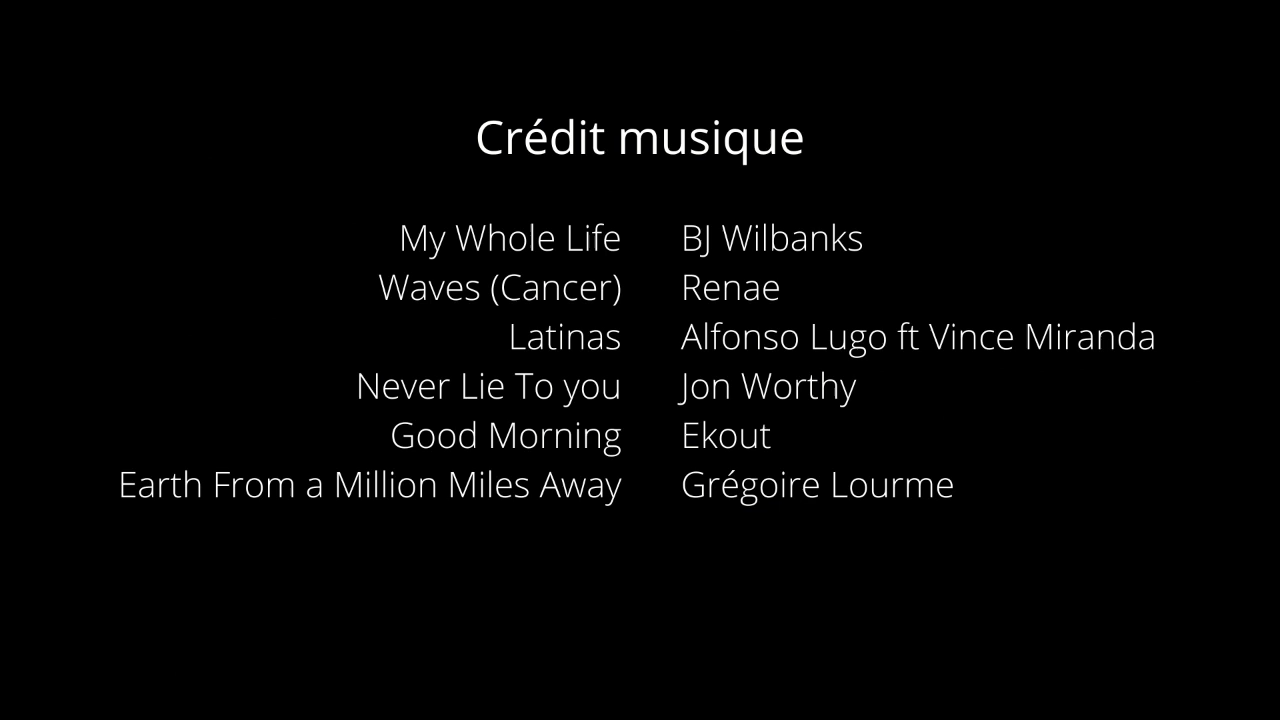 Crédit musique
My Whole Life BJ Wilbanks
Waves (Cancer) Renae
Latinas Alfonso Lugo ft Vince Miranda
Never Lie To you Jon Worthy
Good Morning Ekout
Earth From a Million Miles Away Grégoire Lourme